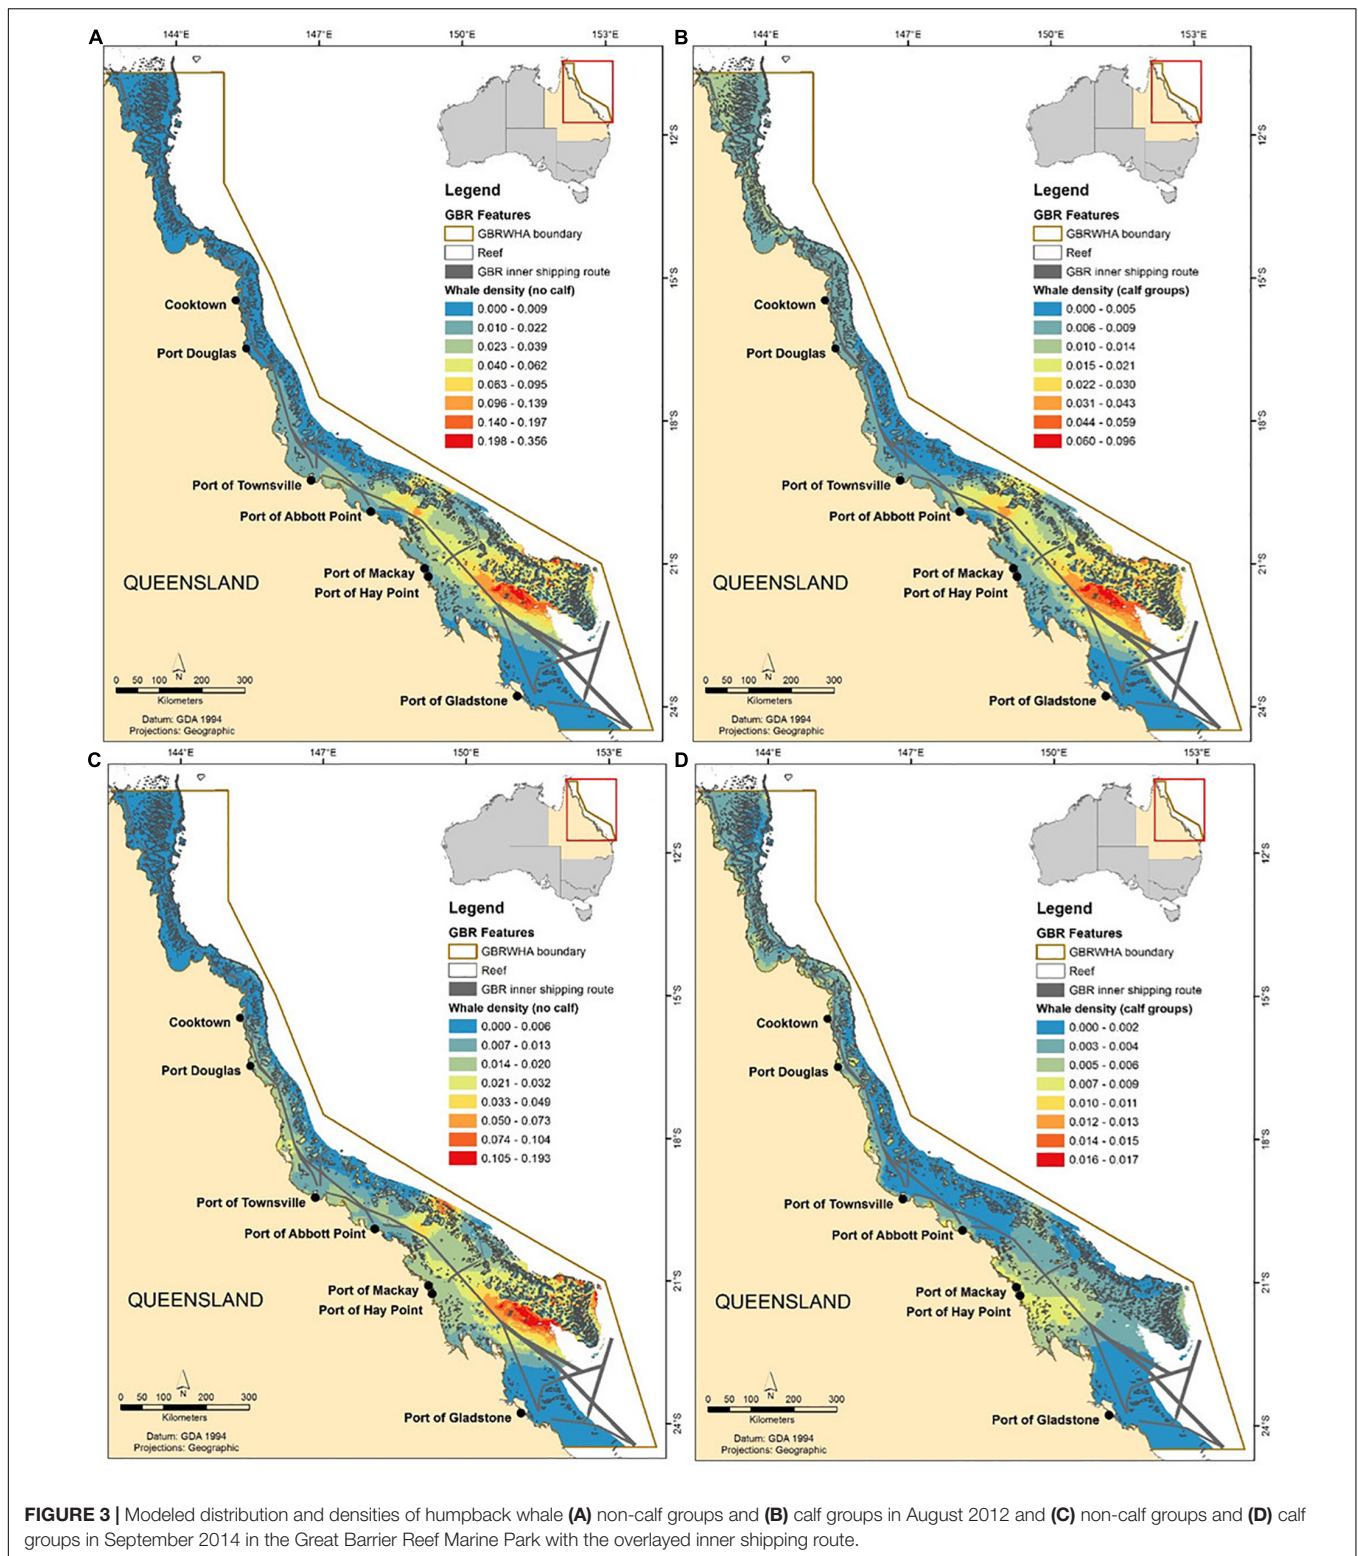 A
144°E 147°E 150°E 153°E
12°S
15°S
18°S
21°S
24°S
Legend
GBR Features
GBRWHA boundary
Reef
GBR inner shipping route
Whale density (no calf)
0.000 - 0.009
0.010 - 0.022
0.023 - 0.039
0.040 - 0.062
0.063 - 0.095
0.096 - 0.139
0.140 - 0.197
0.198 - 0.356
Cooktown
Port Douglas
Port of Townsville
Port of Abbott Point
Port of Mackay
Port of Hay Point
QUEENSLAND
Port of Gladstone
N
0 50 100 200 300
Kilometers
Datum: GDA 1994
Projections: Geographic
B
144°E 147°E 150°E 153°E
12°S
15°S
18°S
21°S
24°S
Legend
GBR Features
GBRWHA boundary
Reef
GBR inner shipping route
Whale density (calf groups)
0.000 - 0.005
0.006 - 0.009
0.010 - 0.014
0.015 - 0.021
0.022 - 0.030
0.031 - 0.043
0.044 - 0.059
0.060 - 0.096
Cooktown
Port Douglas
Port of Townsville
Port of Abbott Point
Port of Mackay
Port of Hay Point
QUEENSLAND
Port of Gladstone
N
0 50 100 200 300
Kilometers
Datum: GDA 1994
Projections: Geographic
C
144°E 147°E 150°E 153°E
12°S
15°S
18°S
21°S
24°S
Legend
GBR Features
GBRWHA boundary
Reef
GBR inner shipping route
Whale density (no calf)
0.000 - 0.006
0.007 - 0.013
0.014 - 0.020
0.021 - 0.032
0.033 - 0.049
0.050 - 0.073
0.074 - 0.104
0.105 - 0.193
Cooktown
Port Douglas
Port of Townsville
Port of Abbott Point
Port of Mackay
Port of Hay Point
QUEENSLAND
Port of Gladstone
N
0 50 100 200 300
Kilometers
Datum: GDA 1994
Projections: Geographic
D
144°E 147°E 150°E 153°E
12°S
15°S
18°S
21°S
24°S
Legend
GBR Features
GBRWHA boundary
Reef
GBR inner shipping route
Whale density (calf groups)
0.000 - 0.002
0.003 - 0.004
0.005 - 0.006
0.007 - 0.009
0.010 - 0.011
0.012 - 0.013
0.014 - 0.015
0.016 - 0.017
Cooktown
Port Douglas
Port of Townsville
Port of Abbott Point
Port of Mackay
Port of Hay Point
QUEENSLAND
Port of Gladstone
N
0 50 100 200 300
Kilometers
Datum: GDA 1994
Projections: Geographic
FIGURE 3 | Modeled distribution and densities of humpback whale (A) non-calf groups and (B) calf groups in August 2012 and (C) non-calf groups and (D) calf
groups in September 2014 in the Great Barrier Reef Marine Park with the overlayed inner shipping route.